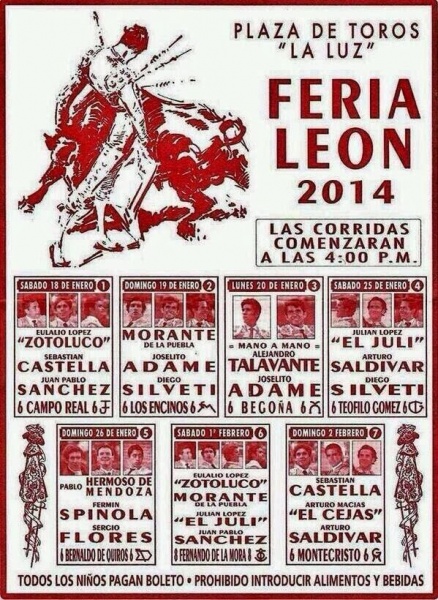 PLAZA DE TOROS
"LA LUZ"
FERIA
LEON
2014
LAS CORRIDAS
COMENZARAN
A LAS 4:00 P.M.
SABADO 18 DE ENERO 1
EULALIO LOPEZ
"ZOTOLUCO"
SEBASTIAN
CASTELLA
JUAN PABLO
SANCHEZ
6 CAMPO REAL 6
DOMINGO 19 DE ENERO 2
MORANTE
DE LA PUEBLA
JOSELITO
ADAME
DIEGO
SILVETI
6 LOS ENCINOS 6
LUNES 20 DE ENERO 3
= MANO A MANO =
ALEJANDRO
TALAVANTE
JOSELITO
ADAME
6 BEGOÑA 6
SABADO 25 DE ENERO 4
JULIAN LOPEZ
"EL JULI"
ARTURO
SALDIVAR
DIEGO
SILVETI
6 TEOFILO GOMEZ 6
DOMINGO 26 DE ENERO 5
PABLO HERMOSO DE
MENDOZA
FERMIN
SPINOLA
SERGIO
FLORES
6 BERNALDO DE QUIROS 6
SABADO 1º FEBRERO 6
EULALIO LOPEZ
"ZOTOLUCO"
MORANTE
DE LA PUEBLA
JULIAN LOPEZ
"EL JULI"
JUAN PABLO
SANCHEZ
8 FERNANDO DE LA MORA 8
DOMINGO 2 FEBRERO 7
SEBASTIAN
CASTELLA
ARTURO MACIAS
"EL CEJAS"
ARTURO
SALDIVAR
6 MONTECRISTO 6
TODOS LOS NIÑOS PAGAN BOLETO • PROHIBIDO INTRODUCIR ALIMENTOS Y BEBIDAS